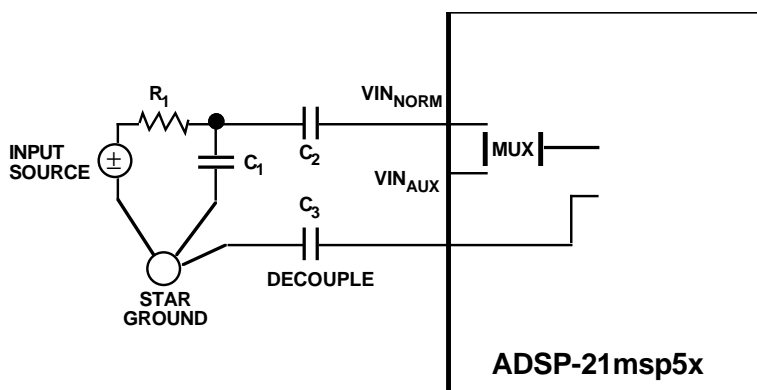 R1
VINNORM
INPUT
SOURCE
±
C1
C2
MUX
VINAUX
C3
DECOUPLE
STAR
GROUND
ADSP-21msp5x